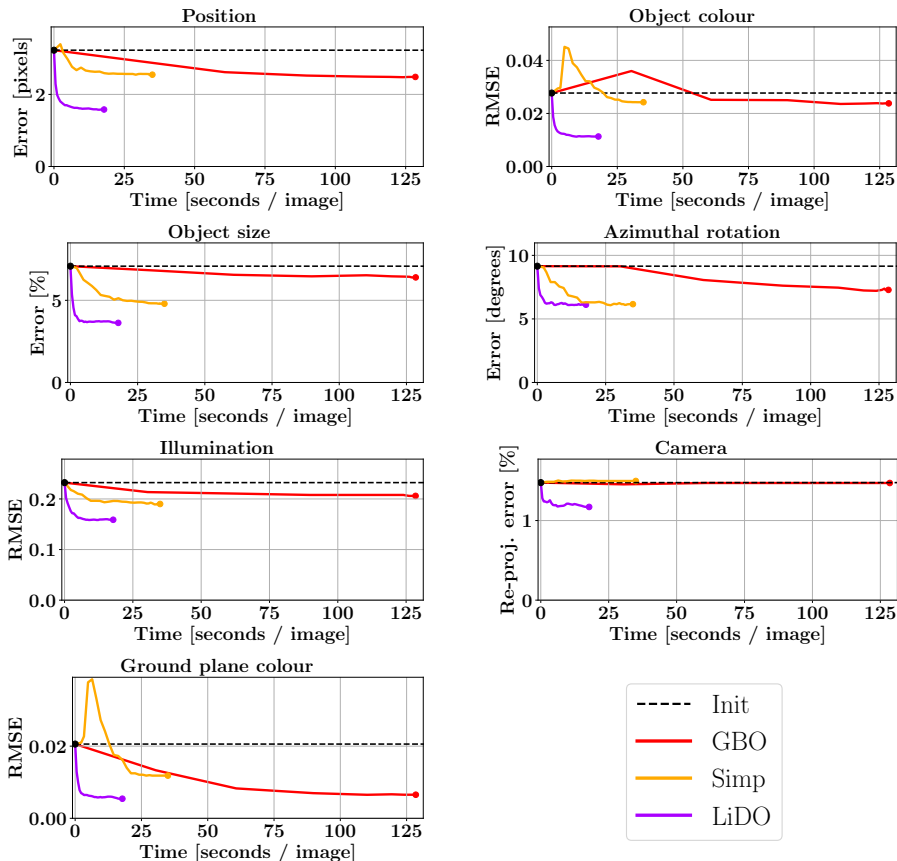 Position
Error [pixels]
2
0
0 25 50 75 100 125
Time [seconds / image]
Object colour
RMSE
0.04
0.02
0.00
0 25 50 75 100 125
Time [seconds / image]
Object size
Error [%]
5
0
0 25 50 75 100 125
Time [seconds / image]
Azimuthal rotation
Error [degrees]
10
5
0
0 25 50 75 100 125
Time [seconds / image]
Illumination
RMSE
0.2
0.1
0.0
0 25 50 75 100 125
Time [seconds / image]
Camera
Re-proj. error [%]
1
0
0 25 50 75 100 125
Time [seconds / image]
Ground plane colour
RMSE
0.02
0.00
0 25 50 75 100 125
Time [seconds / image]
Init
GBO
Simp
LiDO